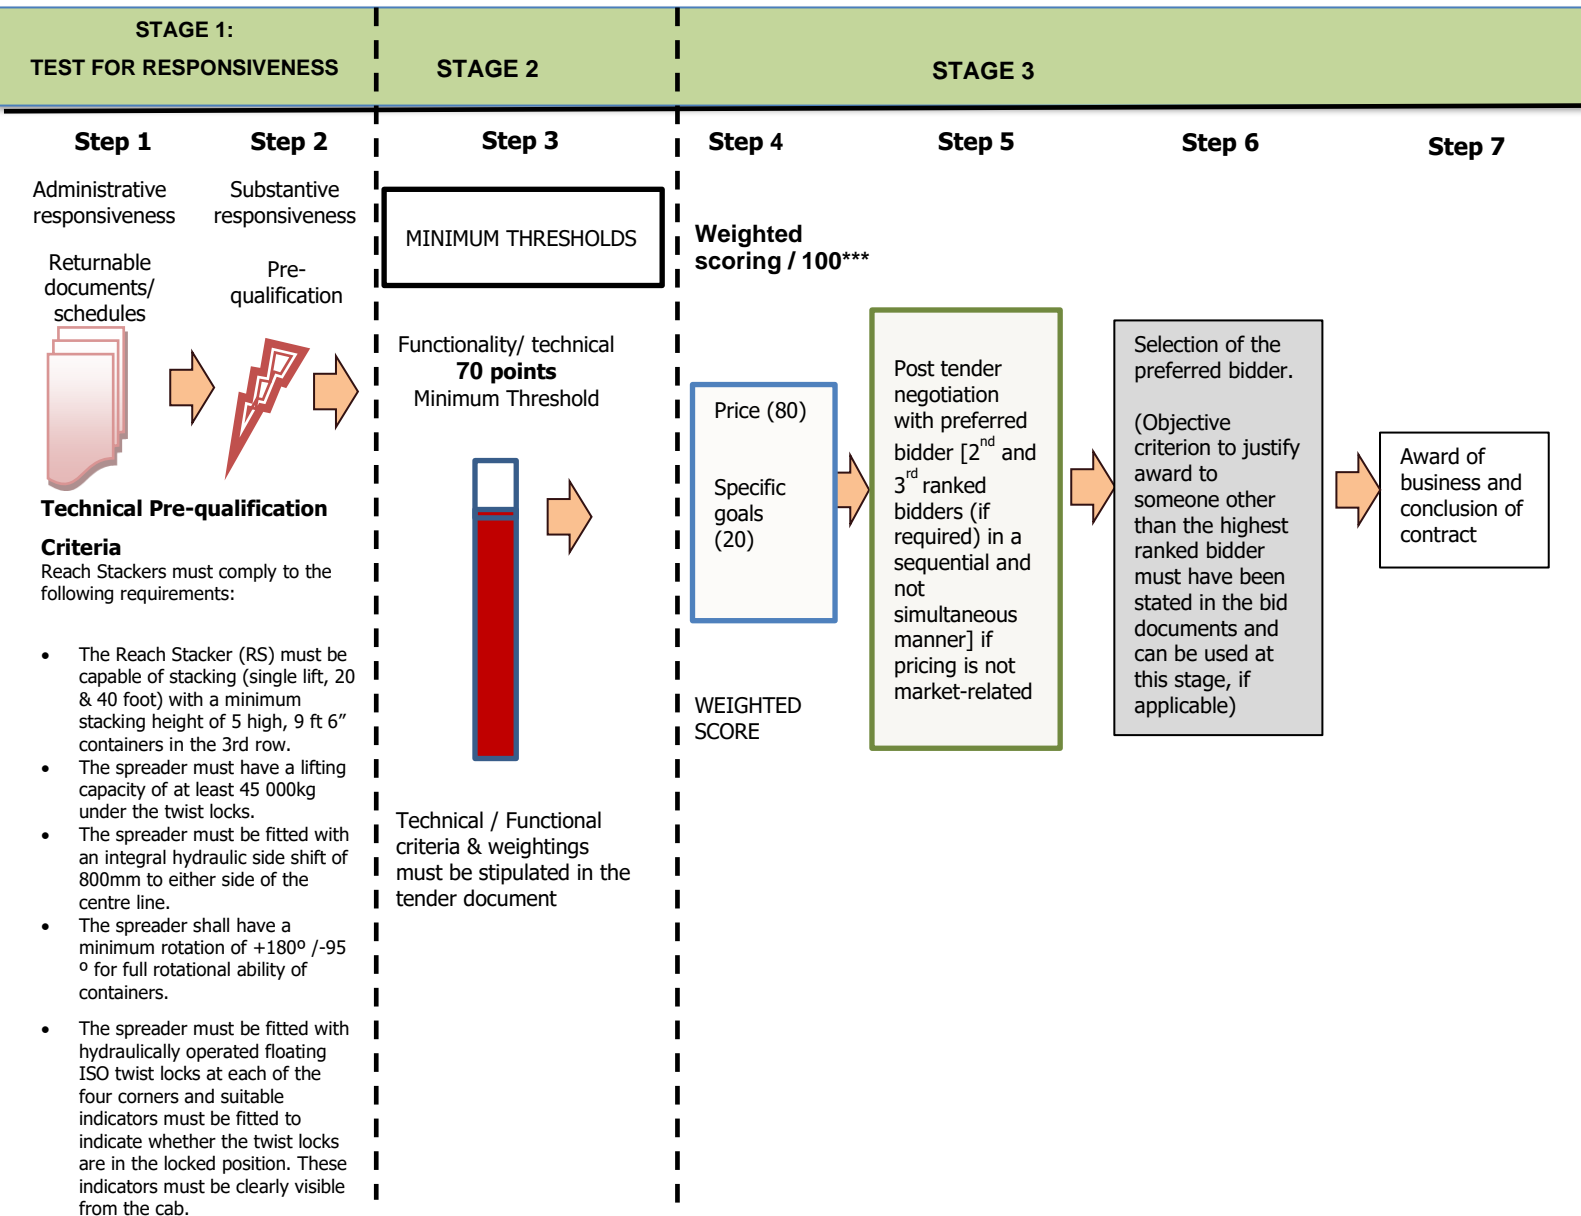 STAGE 1:
TEST FOR RESPONSIVENESS
STAGE 2
STAGE 3
Step 1
Step 2
Step 3
Step 4
Step 5
Step 6
Step 7
Administrative
responsiveness
Returnable
documents/
schedules
Substantive
responsiveness
Pre-
qualification
Technical Pre-qualification
Criteria
Reach Stackers must comply to the
following requirements:
• The Reach Stacker (RS) must be
capable of stacking (single lift, 20
& 40 foot) with a minimum
stacking height of 5 high, 9 ft 6”
containers in the 3rd row.
• The spreader must have a lifting
capacity of at least 45 000kg
under the twist locks.
• The spreader must be fitted with
an integral hydraulic side shift of
800mm to either side of the
centre line.
• The spreader shall have a
minimum rotation of +180º /-95
º for full rotational ability of
containers.
• The spreader must be fitted with
hydraulically operated floating
ISO twist locks at each of the
four corners and suitable
indicators must be fitted to
indicate whether the twist locks
are in the locked position. These
indicators must be clearly visible
from the cab.
MINIMUM THRESHOLDS
Functionality/ technical
70 points
Minimum Threshold
Technical / Functional
criteria & weightings
must be stipulated in the
tender document
Weighted
scoring / 100***
Price (80)
Specific
goals
(20)
WEIGHTED
SCORE
Post tender
negotiation
with preferred
bidder [2nd and
3rd ranked
bidders (if
required) in a
sequential and
not
simultaneous
manner] if
pricing is not
market-related
Selection of the
preferred bidder.
(Objective
criterion to justify
award to
someone other
than the highest
ranked bidder
must have been
stated in the bid
documents and
can be used at
this stage, if
applicable)
Award of
business and
conclusion of
contract